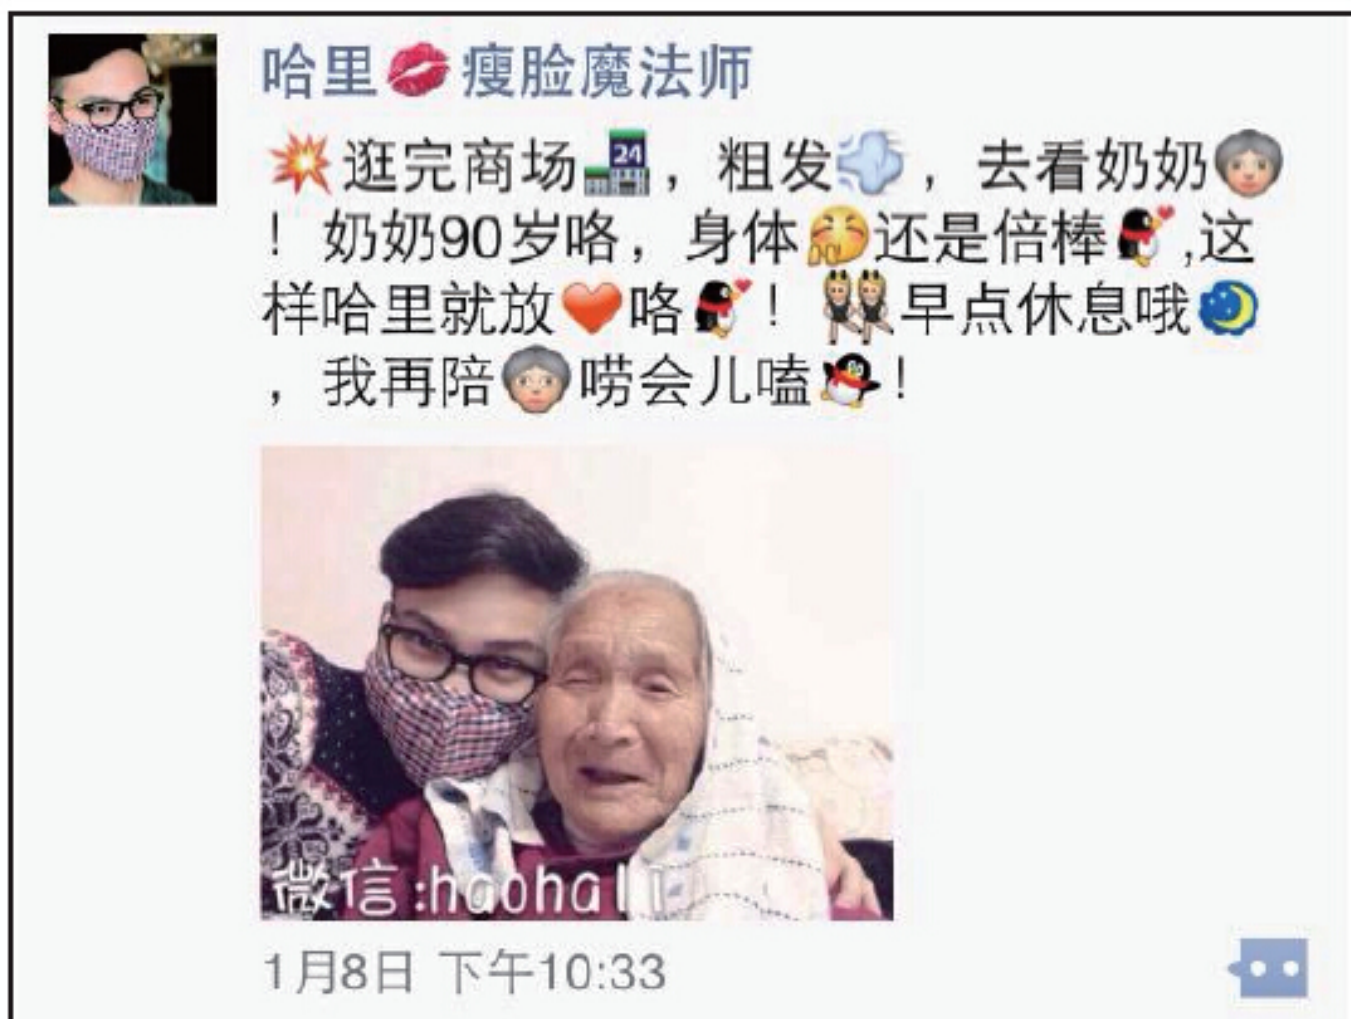 哈里💋瘦脸魔法师
💥逛完商场🏪，粗发💨，去看奶奶👵
！奶奶90岁咯，身体还是倍棒🐧,这
样哈里就放❤️咯🐧！👯早点休息哦🌙
，我再陪👵唠会儿嗑🐧！
微信:haohali
1月8日 下午10:33